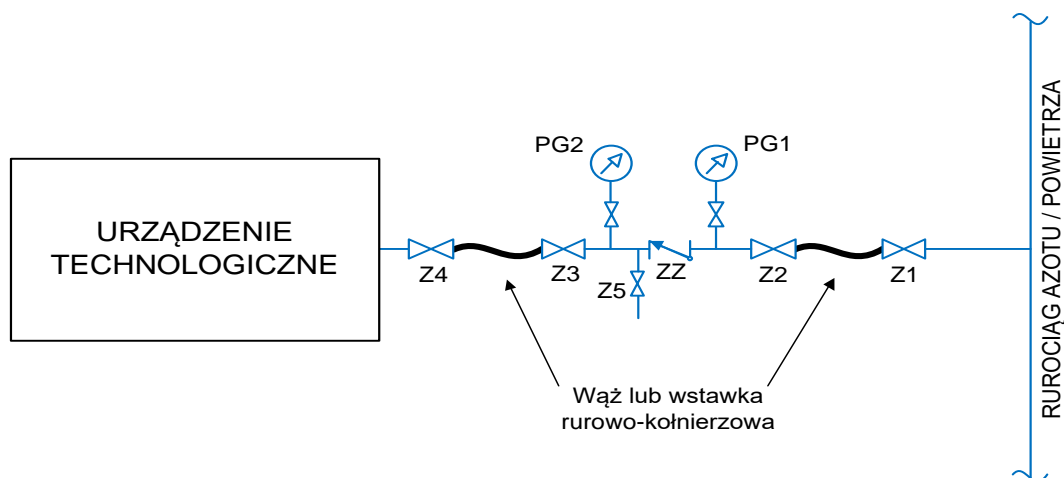 URZĄDZENIE
TECHNOLOGICZNE
PG2
PG1
Z4
Z3
Z5
ZZ
Z2
Z1
Wąż lub wstawka
rurowo-kołnierzowa
RUROCIĄG AZOTU / POWIETRZA